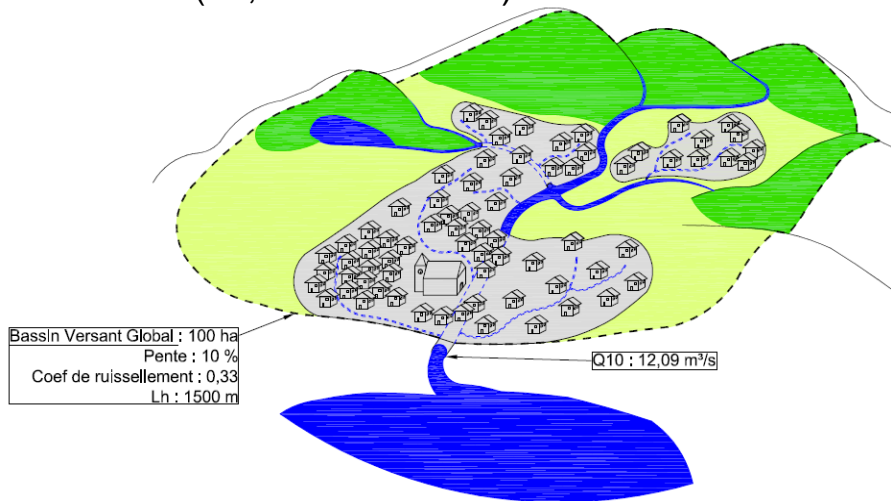 Bassin Versant Global : 100 ha
Pente : 10 %
Coef de ruissellement : 0,33
Lh : 1500 m
Q10 : 12,09 m³/s